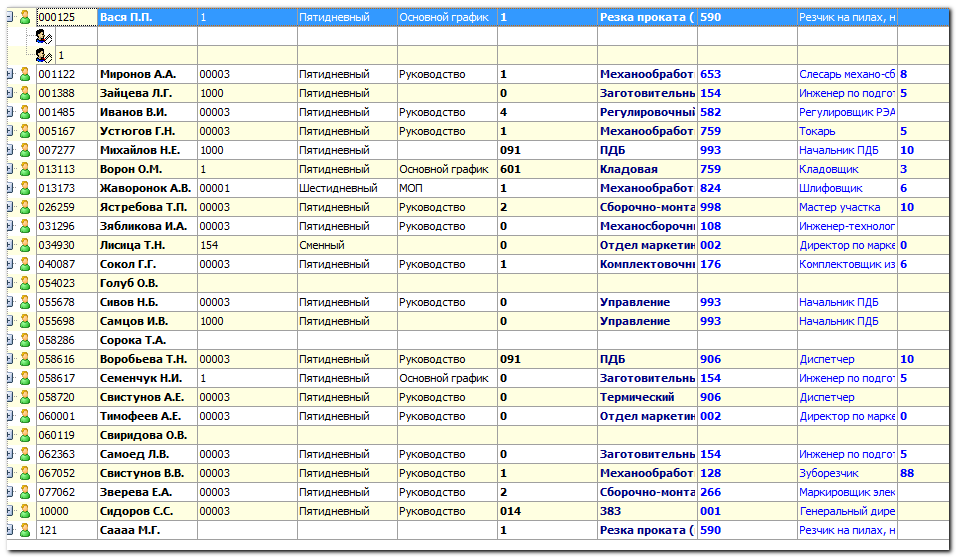 000125 Вася П.П. 1 Пятидневный Основной график 1 Резка проката ( 590 Резчик на пилах, н
1
001122 Миронов А.А. 00003 Пятидневный Руководство 1 Механообработ 653 Слесарь механо-сб 8
001388 Зайцева Л.Г. 1000 Пятидневный 0 Заготовительн 154 Инженер по подгот 5
001485 Иванов В.И. 00003 Пятидневный Руководство 4 Регулировочный 582 Регулировщик РЭА
005167 Устюгов Г.Н. 00003 Пятидневный Руководство 1 Механообработ 759 Токарь 5
007277 Михайлов Н.Е. 1000 Пятидневный 091 ПДБ 993 Начальник ПДБ 10
013113 Ворон О.М. 1 Пятидневный Основной график 601 Кладовая 759 Кладовщик 3
013173 Жаворонок А.В. 00001 Шестидневный МОП 1 Механообработ 824 Шлифовщик 6
026259 Ястребова Т.П. 00003 Пятидневный Руководство 2 Сборочно-монта 998 Мастер участка 10
031296 Зябликова И.А. 00003 Пятидневный Руководство 0 Механосборочн 108 Инженер-технолог
034930 Лисица Т.Н. 154 Сменный 0 Отдел маркетин 002 Директор по марке 0
040087 Сокол Г.Г. 00003 Пятидневный Руководство 1 Комплектовочн 176 Комплектовщик из 6
054023 Голуб О.В.
055678 Сивов Н.Б. 00003 Пятидневный Руководство 0 Управление 993 Начальник ПДБ
055698 Самцов И.В. 1000 Пятидневный 0 Управление 993 Начальник ПДБ
058286 Сорока Т.А.
058616 Воробьева Т.Н. 00003 Пятидневный Руководство 091 ПДБ 906 Диспетчер 10
058617 Семенчук Н.И. 1 Пятидневный Основной график 0 Заготовительн 154 Инженер по подгот 5
058720 Свистунов А.Е. 00003 Пятидневный Руководство 0 Термический 906 Диспетчер
060001 Тимофеев А.Е. 00003 Пятидневный Руководство 0 Отдел маркетин 002 Директор по марке 0
060119 Свиридова О.В.
062363 Самоед Л.В. 00003 Пятидневный Руководство 0 Заготовительн 154 Инженер по подгот 5
067052 Свистунов В.В. 00003 Пятидневный Руководство 1 Механообработ 128 Зуборезчик 88
077062 Зверева Е.А. 00003 Пятидневный Руководство 2 Сборочно-монта 266 Маркировщик элек
10000 Сидоров С.С. 00003 Пятидневный Руководство 014 383 001 Генеральный дире
121 Саааа М.Г. 1 Резка проката ( 590 Резчик на пилах, н